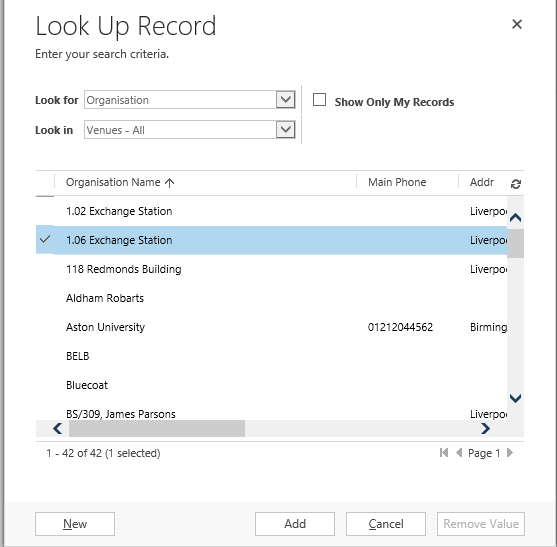 Look Up Record
Enter your search criteria.
Look for Organisation
Show Only My Records
Look in Venues - All
Organisation Name Main Phone Addr
1.02 Exchange Station Liverpo
1.06 Exchange Station Liverpo
118 Redmonds Building Liverpo
Aldham Robarts
Aston University 01212044562 Birming
BELB
Bluecoat
BS/309, James Parsons Liverpo
1 - 42 of 42 (1 selected) Page 1
New Add Cancel Remove Value